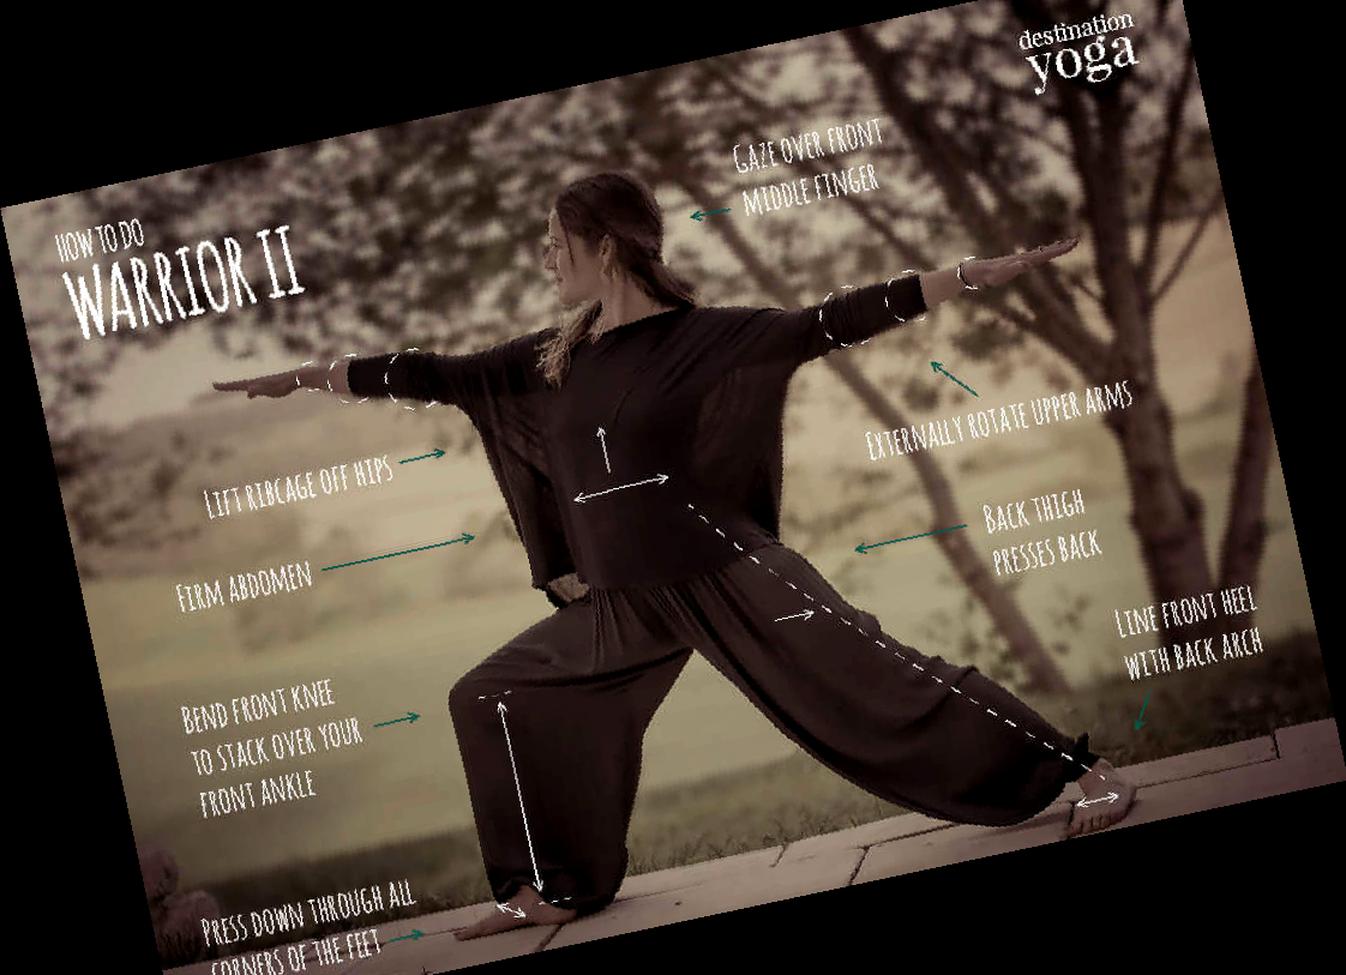 destination
yoga
HOW TO DO
WARRIOR II
GAZE OVER FRONT
MIDDLE FINGER
EXTERNALLY ROTATE UPPER ARMS
LIFT RIBCAGE OFF HIPS
FIRM ABDOMEN
BACK THIGH
PRESSES BACK
LINE FRONT HEEL
WITH BACK ARCH
BEND FRONT KNEE
TO STACK OVER YOUR
FRONT ANKLE
PRESS DOWN THROUGH ALL
CORNERS OF THE FEET